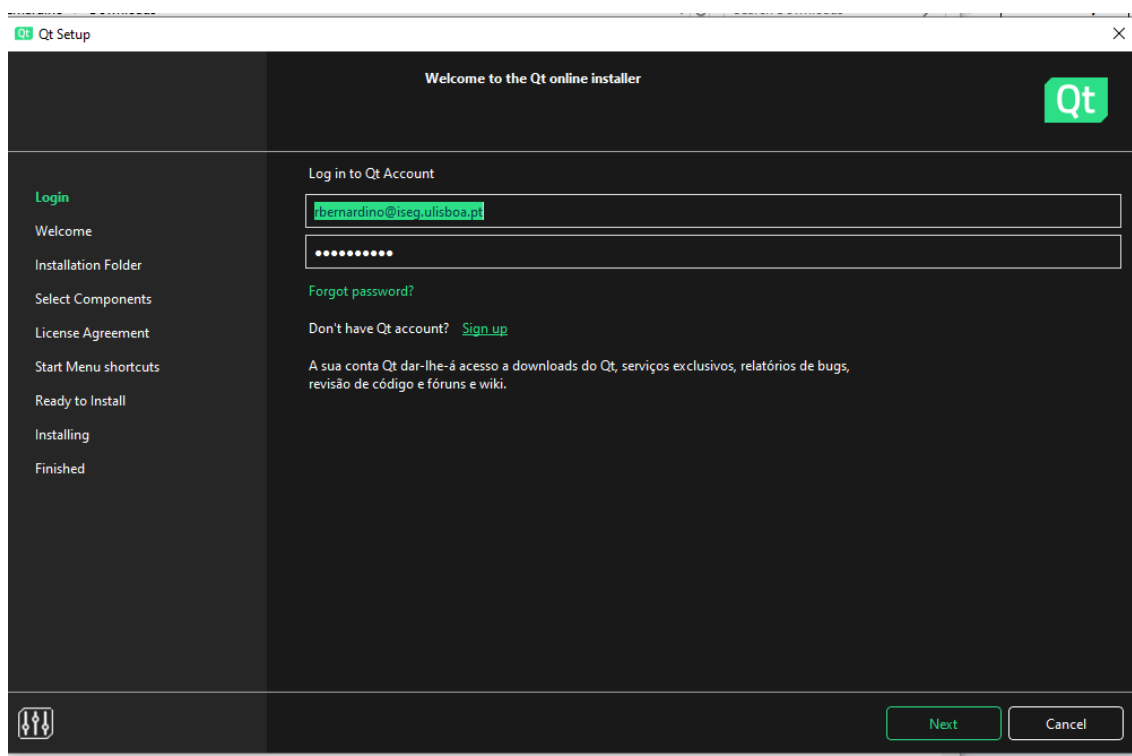 Qt Setup
Welcome to the Qt online installer
Qt
Login
Welcome
Installation Folder
Select Components
License Agreement
Start Menu shortcuts
Ready to Install
Installing
Finished
Log in to Qt Account
rbernardino@iseg.ulisboa.pt
••••••••••
Forgot password?
Don't have Qt account? Sign up
A sua conta Qt dar-lhe-á acesso a downloads do Qt, serviços exclusivos, relatórios de bugs,
revisão de código e fóruns e wiki.
Next
Cancel